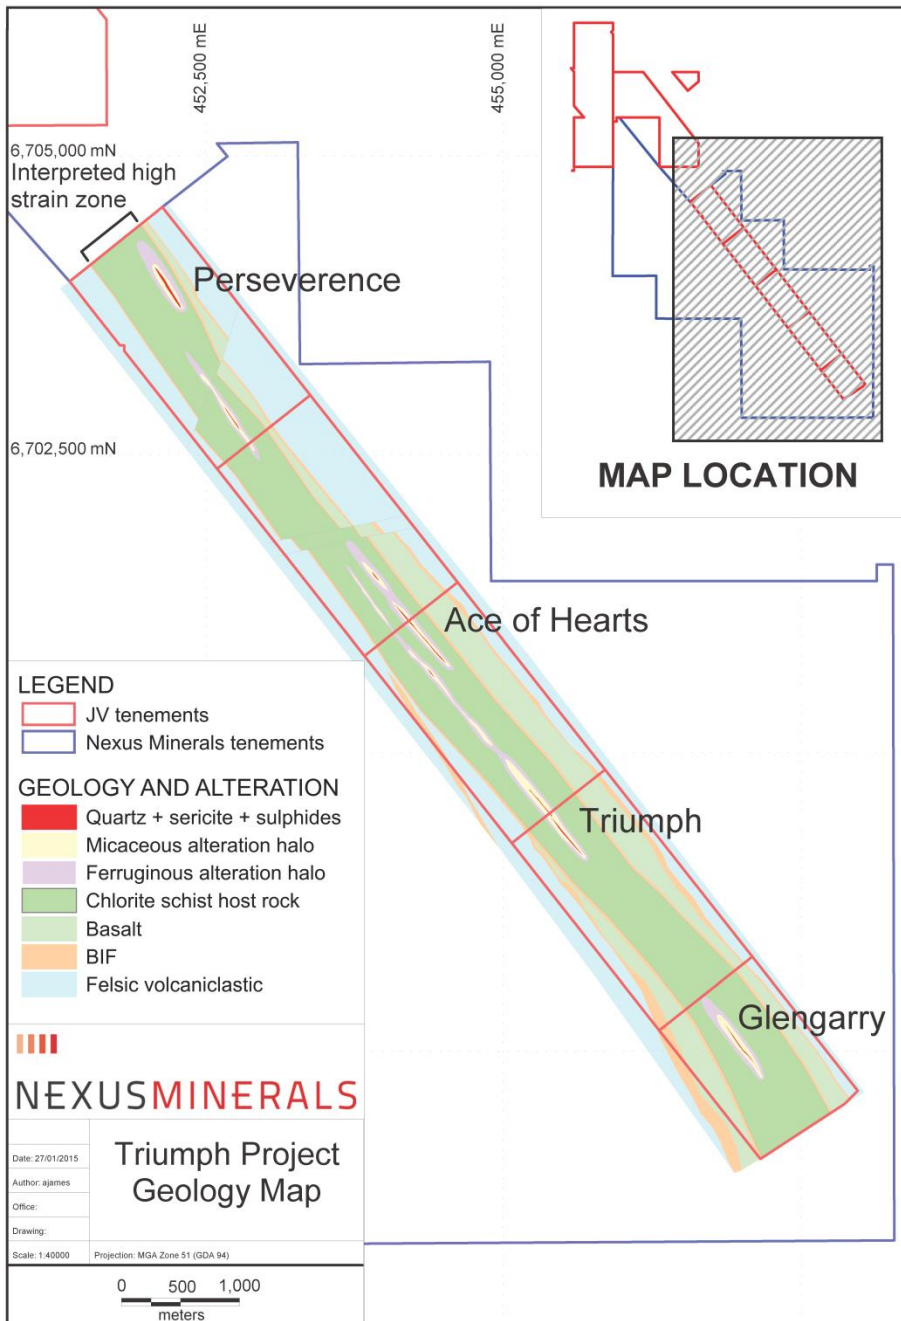 452,500 mE
455,000 mE
6,705,000 mN
Interpreted high
strain zone
Perseverence
6,702,500 mN
MAP LOCATION
Ace of Hearts
Triumph
Glengarry
LEGEND
JV tenements
Nexus Minerals tenements
GEOLOGY AND ALTERATION
Quartz + sericite + sulphides
Micaceous alteration halo
Ferruginous alteration halo
Chlorite schist host rock
Basalt
BIF
Felsic volcaniclastic
NEXUSMINERALS
Date: 27/01/2015
Author: ajames
Office:
Drawing:
Scale: 1:40000
Triumph Project
Geology Map
Projection: MGA Zone 51 (GDA 94)
0 500 1,000
meters